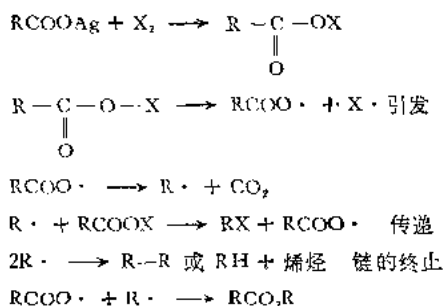 RCOOAg + X₂ ⟶ R — C — OX
‖
O
R — C — O — X ⟶ RCOO· + X· 引发
‖
O
RCOO· ⟶ R· + CO₂
R· + RCOOX ⟶ RX + RCOO· 传递
2R· ⟶ R--R 或 RH + 烯烃 链的终止
RCOO· + R· ⟶ RCO₂R